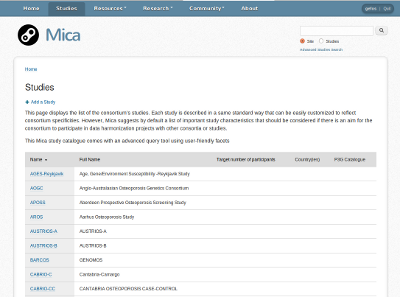 Home Studies Resources Research Community About
Mica
Site Studies
Advanced studies search
Home
Studies
Add a Study
This page displays the list of the consortium's studies. Each study is described in a same standard way that can be easily customized to reflect
consortium specificities. However, Mica suggests by default a list of important study characteristics that should be considered if there is an aim for the
consortium to participate in data harmonization projects with other consortia or studies.
This Mica study catalogue comes with an advanced query tool using user-friendly facets
Name Full Name Target number of participants Country(ies) P3G Catalogue
AGES-Reykjavik Age, Gene/Environment Susceptibility-Reykjavik Study
AOGC Anglo-Australasian Osteoporosis Genetics Consortium
APOSS Aberdeen Prospective Osteoporosis Screening Study
AROS Aarhus Osteoporosis Study
AUSTRIOS-A AUSTRIOS-A
AUSTRIOS-B AUSTRIOS-B
BARCOS GENOMOS
CABRIO-C Cantabria-Camargo
CABRIO-CC CANTABRIA OSTEOPOROSIS CASE-CONTROL